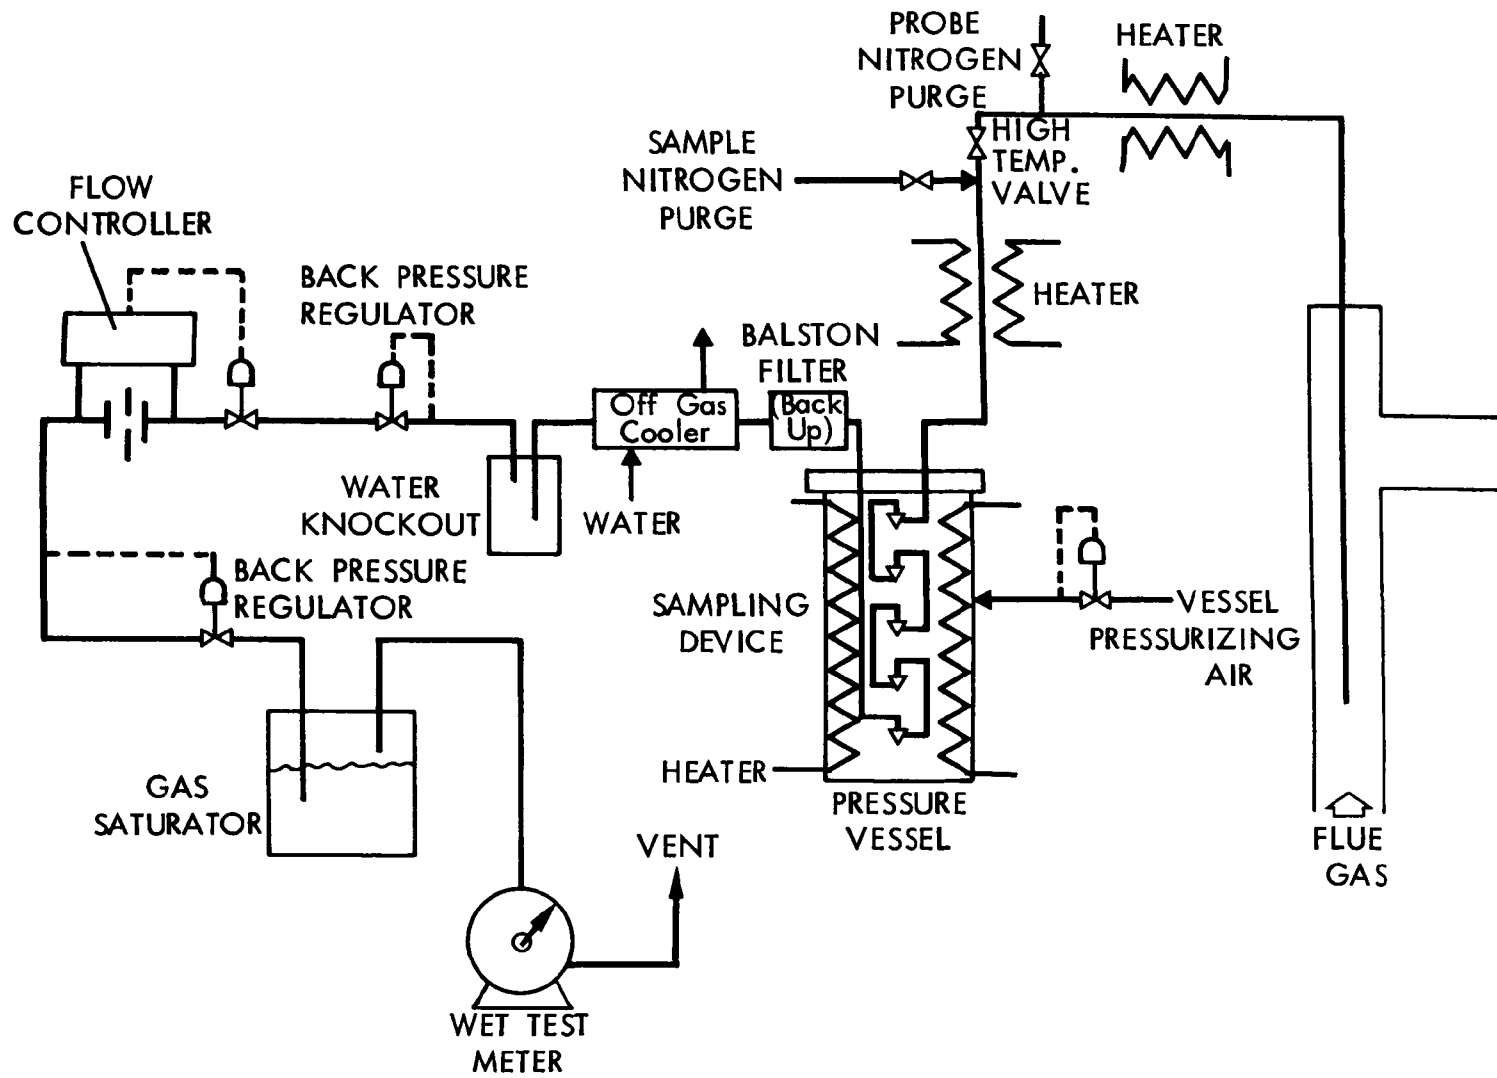 PROBE
NITROGEN
PURGE
HEATER
HIGH
TEMP.
VALVE
SAMPLE
NITROGEN
PURGE
FLOW
CONTROLLER
BACK PRESSURE
REGULATOR
HEATER
BALSTON
FILTER
(Back
Up)
Off Gas
Cooler
WATER
KNOCKOUT
WATER
BACK PRESSURE
REGULATOR
SAMPLING
DEVICE
VESSEL
PRESSURIZING
AIR
HEATER
PRESSURE
VESSEL
GAS
SATURATOR
VENT
FLUE
GAS
WET TEST
METER